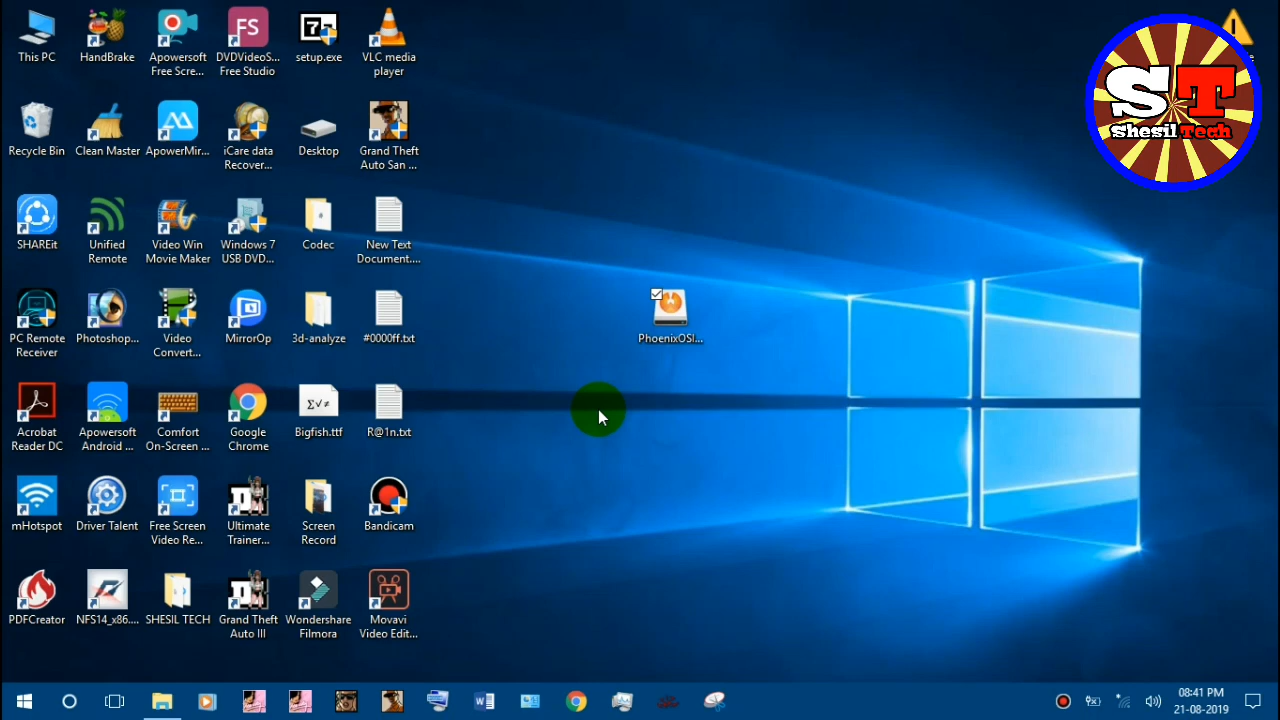 This PC
HandBrake
Apowersoft
Free Scre...
DVDVideoS...
Free Studio
setup.exe
VLC media
player
Recycle Bin
Clean Master
ApowerMir...
iCare data
Recover...
Desktop
Grand Theft
Auto San ...
SHAREit
Unified
Remote
Video Win
Movie Maker
Windows 7
USB DVD...
Codec
New Text
Document....
PC Remote
Receiver
Photoshop...
Video
Convert...
MirrorOp
3d-analyze
#0000ff.txt
PhoenixOSI...
Acrobat
Reader DC
Apowersoft
Android ...
Comfort
On-Screen ...
Google
Chrome
Bigfish.ttf
R@1n.txt
mHotspot
Driver Talent
Free Screen
Video Re...
Ultimate
Trainer...
Screen
Record
Bandicam
PDFCreator
NFS14_x86....
SHESIL TECH
Grand Theft
Auto III
Wondershare
Filmora
Movavi
Video Edit...
ST
Shesil Tech
FS
08:41 PM
21-08-2019